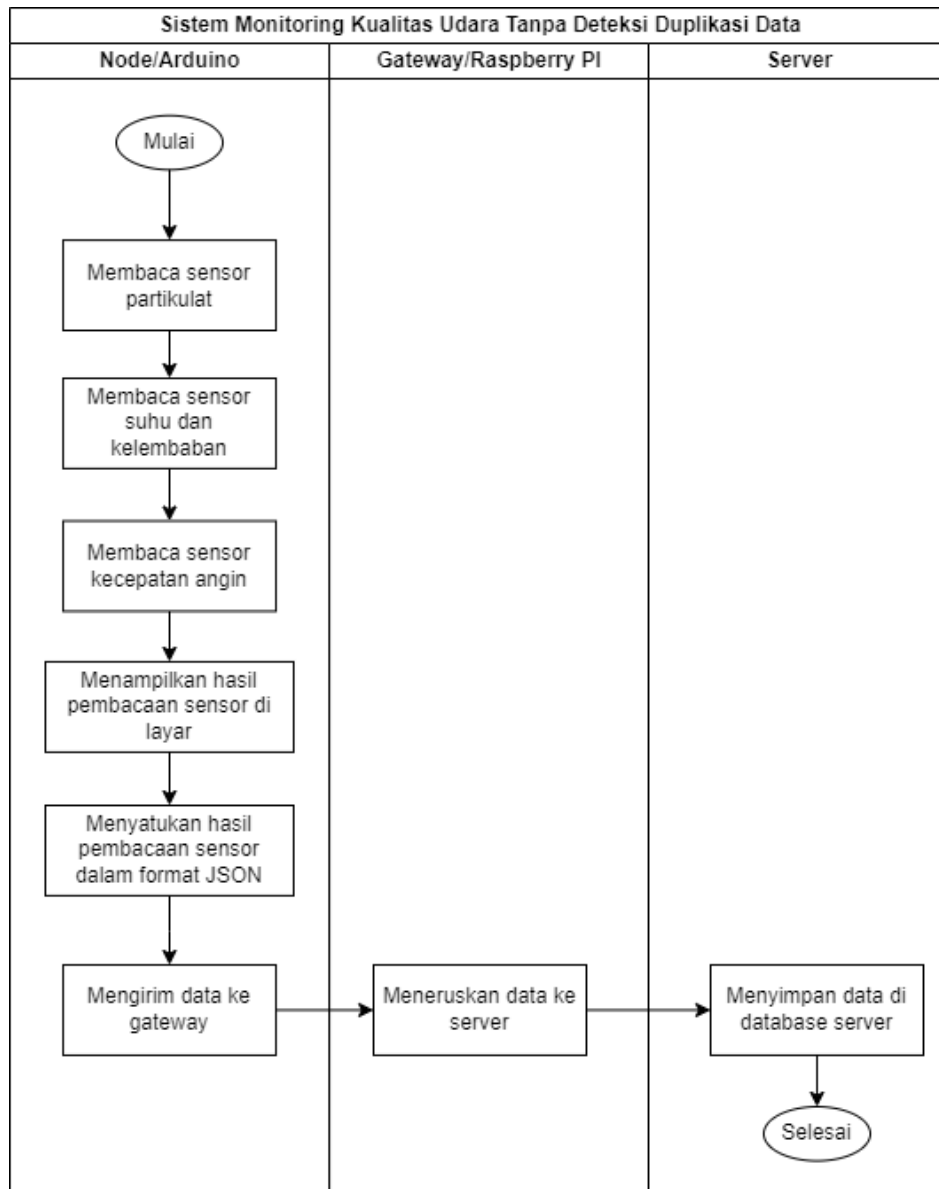 Sistem Monitoring Kualitas Udara Tanpa Deteksi Duplikasi Data
Node/Arduino
Gateway/Raspberry PI
Server
Mulai
Membaca sensor
partikulat
Membaca sensor
suhu dan
kelembaban
Membaca sensor
kecepatan angin
Menampilkan hasil
pembacaan sensor di
layar
Menyatukan hasil
pembacaan sensor
dalam format JSON
Mengirim data ke
gateway
Meneruskan data ke
server
Menyimpan data di
database server
Selesai